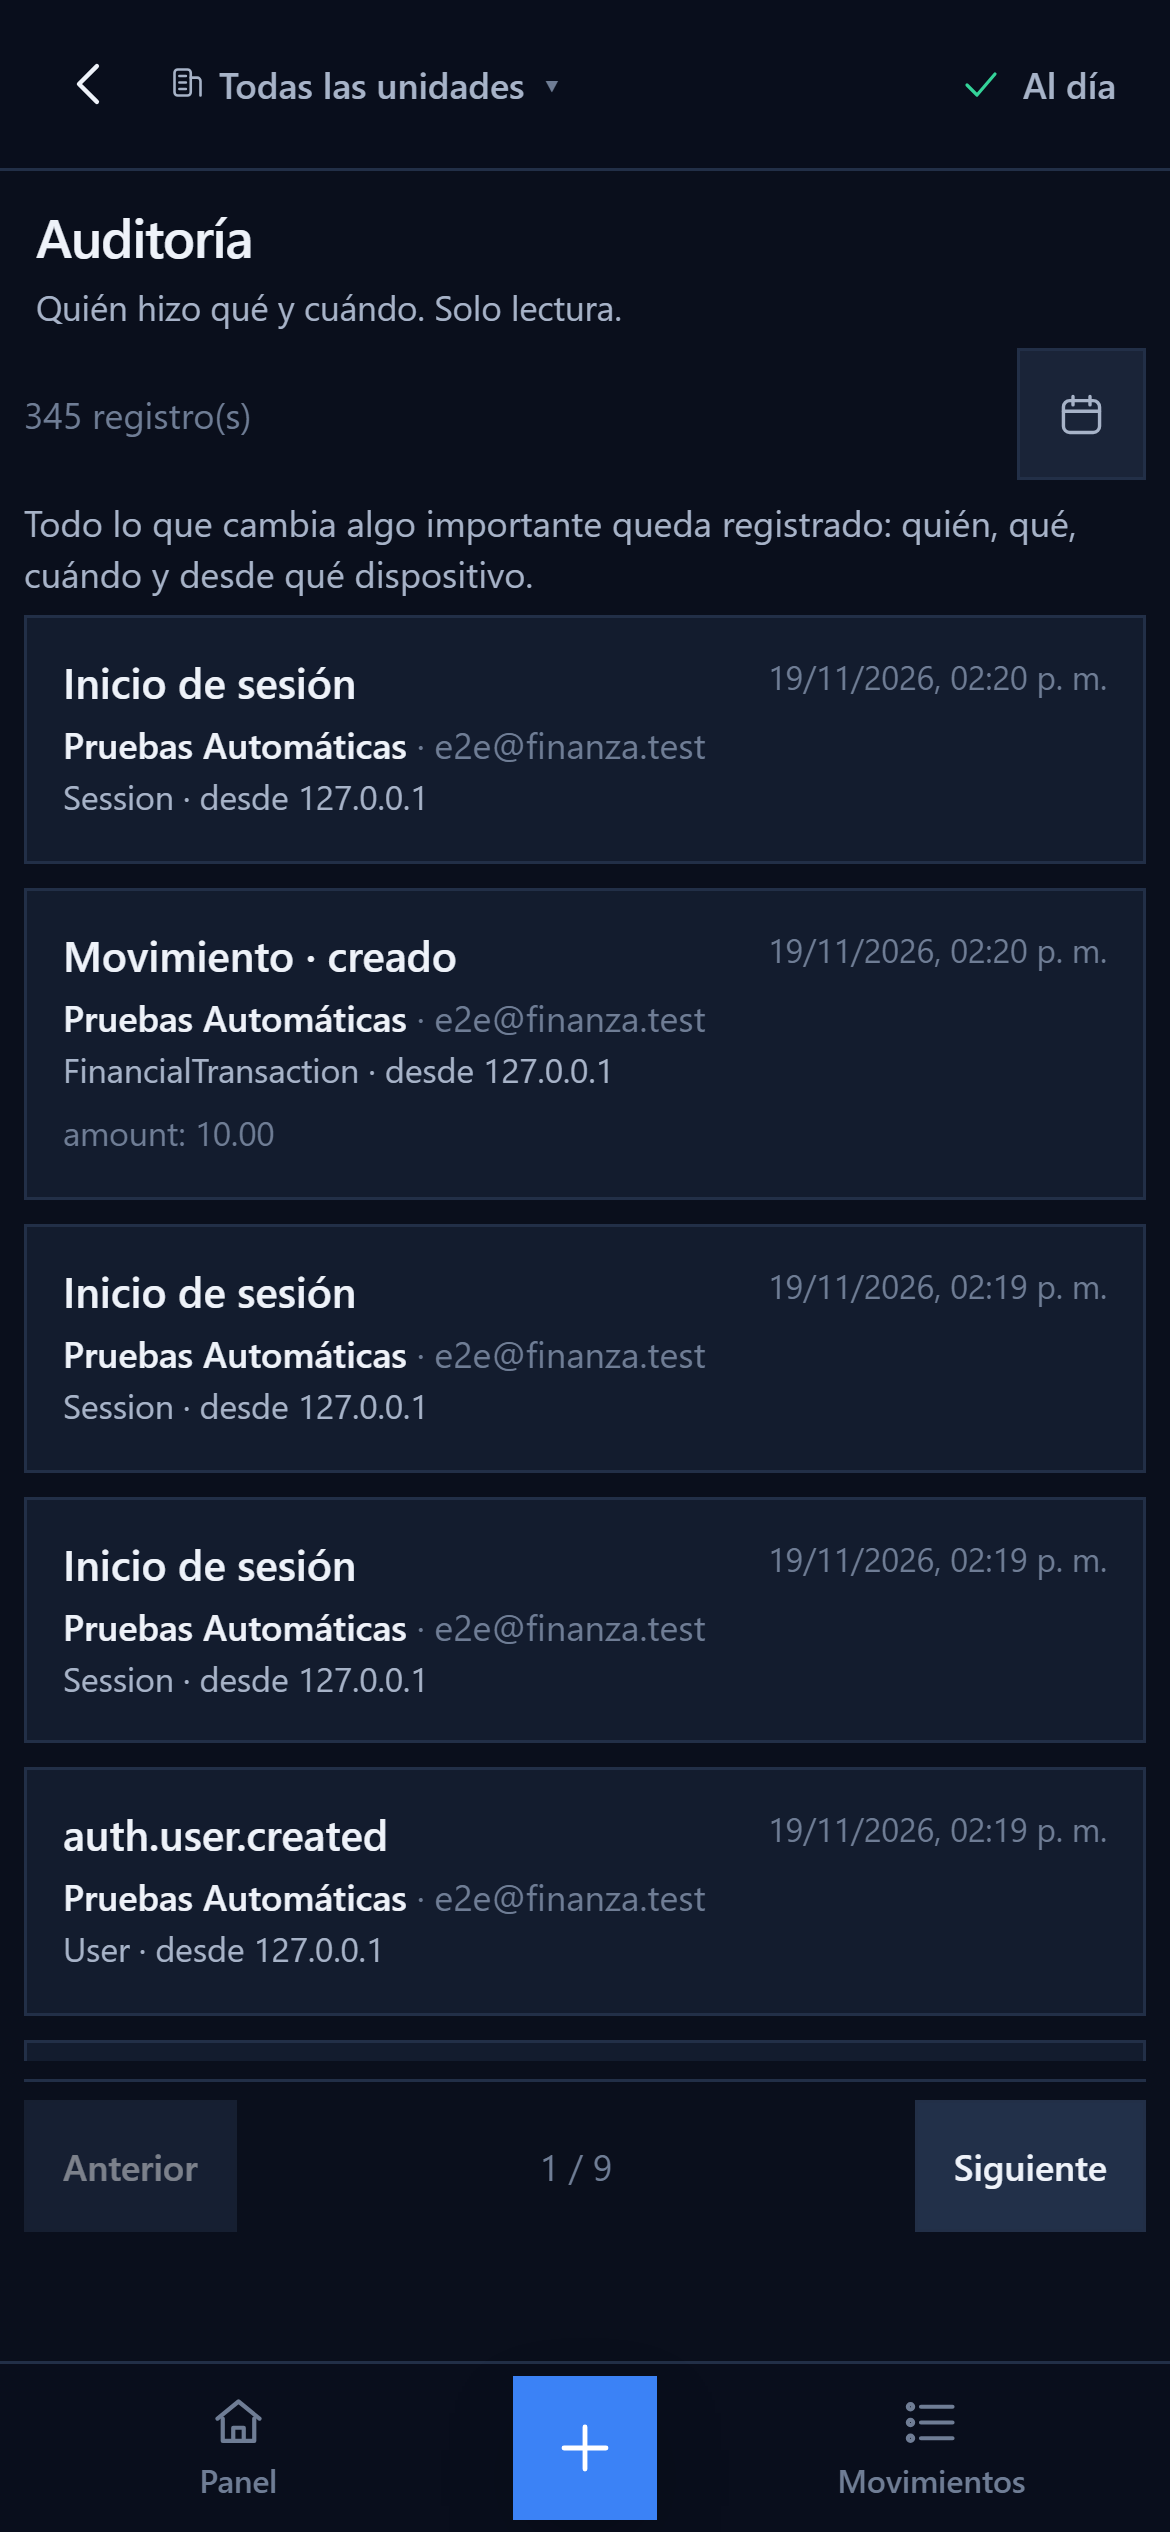 Todas las unidades ▼
Al día
Auditoría
Quién hizo qué y cuándo. Solo lectura.
345 registro(s)
Todo lo que cambia algo importante queda registrado: quién, qué,
cuándo y desde qué dispositivo.
Inicio de sesión
19/11/2026, 02:20 p. m.
Pruebas Automáticas · e2e@finanza.test
Session · desde 127.0.0.1
Movimiento · creado
19/11/2026, 02:20 p. m.
Pruebas Automáticas · e2e@finanza.test
FinancialTransaction · desde 127.0.0.1
amount: 10.00
Inicio de sesión
19/11/2026, 02:19 p. m.
Pruebas Automáticas · e2e@finanza.test
Session · desde 127.0.0.1
Inicio de sesión
19/11/2026, 02:19 p. m.
Pruebas Automáticas · e2e@finanza.test
Session · desde 127.0.0.1
auth.user.created
19/11/2026, 02:19 p. m.
Pruebas Automáticas · e2e@finanza.test
User · desde 127.0.0.1
Anterior
1 / 9
Siguiente
Panel
Movimientos